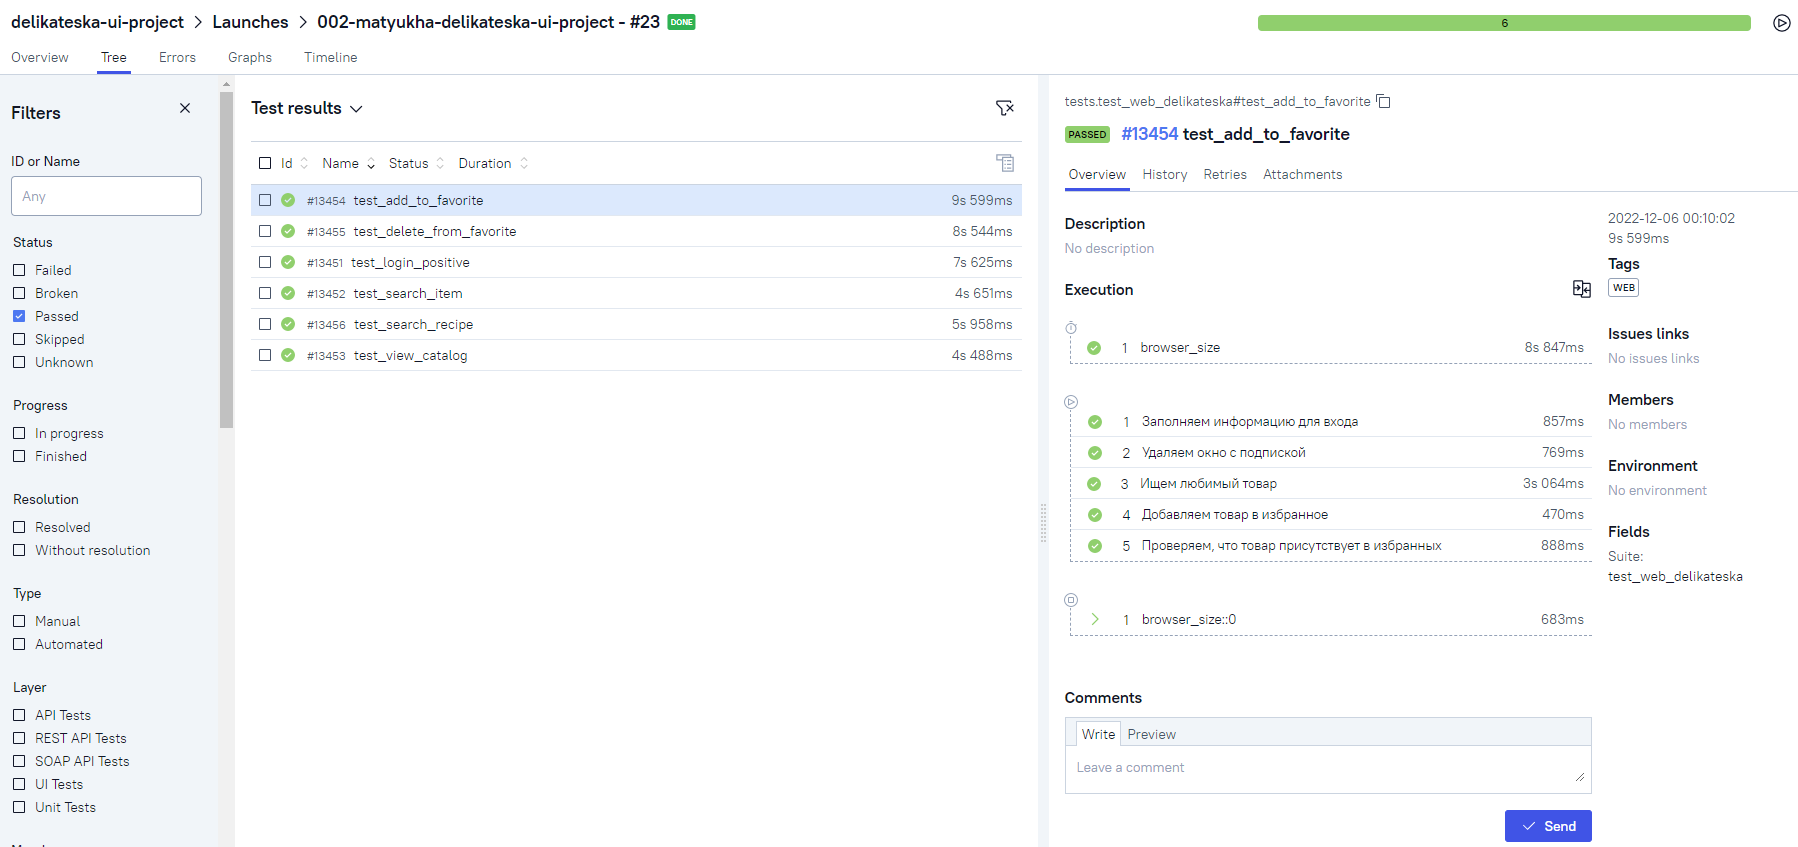 delikateska-ui-project > Launches > 002-matyukha-delikateska-ui-project - #23 DONE
6
Overview Tree Errors Graphs Timeline
Filters
ID or Name
Any
Status
Failed
Broken
Passed
Skipped
Unknown
Progress
In progress
Finished
Resolution
Resolved
Without resolution
Type
Manual
Automated
Layer
API Tests
REST API Tests
SOAP API Tests
UI Tests
Unit Tests
Test results
Id Name Status Duration
#13454 test_add_to_favorite 9s 599ms
#13455 test_delete_from_favorite 8s 544ms
#13451 test_login_positive 7s 625ms
#13452 test_search_item 4s 651ms
#13456 test_search_recipe 5s 958ms
#13453 test_view_catalog 4s 488ms
tests.test_web_delikateska#test_add_to_favorite
PASSED #13454 test_add_to_favorite
Overview History Retries Attachments
Description
No description
Execution
1 browser_size 8s 847ms
1 Заполняем информацию для входа 857ms
2 Удаляем окно с подпиской 769ms
3 Ищем любимый товар 3s 064ms
4 Добавляем товар в избранное 470ms
5 Проверяем, что товар присутствует в избранных 888ms
1 browser_size::0 683ms
Comments
Write Preview
Leave a comment
Send
2022-12-06 00:10:02
9s 599ms
Tags
WEB
Issues links
No issues links
Members
No members
Environment
No environment
Fields
Suite:
test_web_delikateska